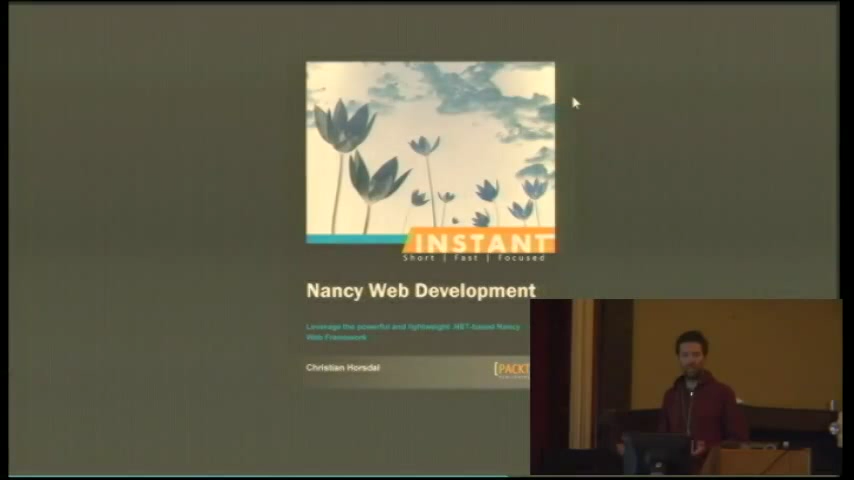 INSTANT
Short | Fast | Focused
Nancy Web Development
Leverage the powerful and lightweight .NET-based Nancy
Web Framework
Christian Horsdal
[PACKT